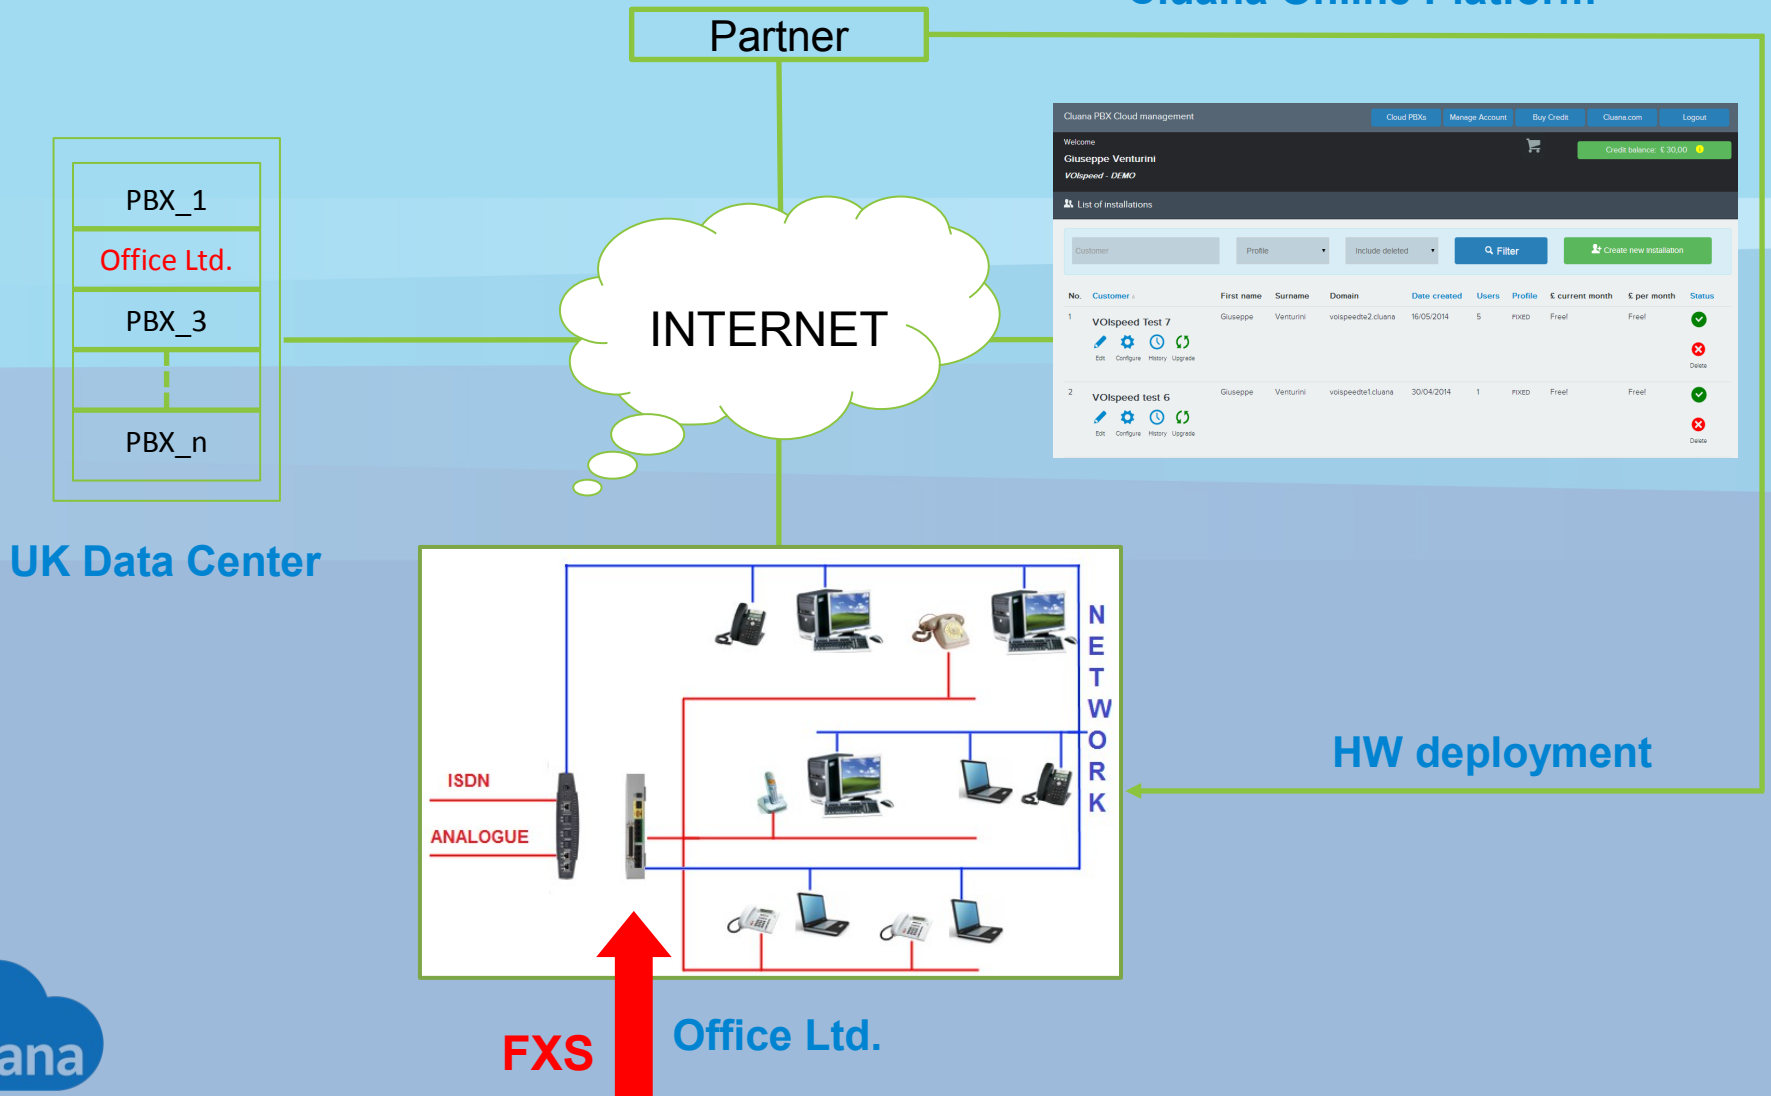 Cluana Online Platform
Partner
Cluana PBX Cloud management
Cloud PBXs
Manage Account
Buy Credit
Cluana.com
Logout
Welcome
Giuseppe Venturini
VOIspeed - DEMO
Credit balance: £ 30,00
List of installations
Customer
Profile
Include deleted
Filter
Create new installation
No. Customer First name Surname Domain Date created Users Profile £ current month £ per month Status
1 VOIspeed Test 7 Giuseppe Venturini voispeedte2.cluana 16/05/2014 5 FIXED Free! Free!
Edit Configure History Upgrade
Delete
2 VOIspeed test 6 Giuseppe Venturini voispeedte1.cluana 30/04/2014 1 FIXED Free! Free!
Edit Configure History Upgrade
Delete
PBX_1
Office Ltd.
PBX_3
PBX_n
UK Data Center
INTERNET
NETWORK
ISDN
ANALOGUE
HW deployment
FXS
Office Ltd.
ana